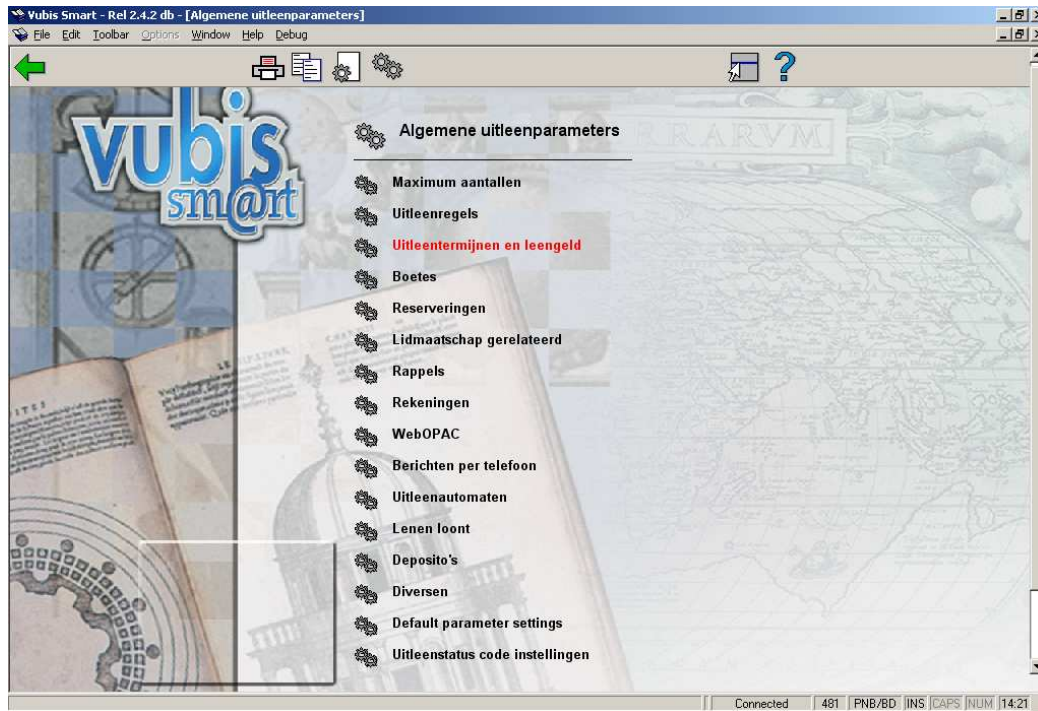 Vubis Smart - Rel 2.4.2 db - [Algemene uitleenparameters]
File Edit Toolbar Options Window Help Debug
vubis
sm@rt
RARVM
Algemene uitleenparameters
Maximum aantallen
Uitleenregels
Uitleentermijnen en leengeld
Boetes
Reserveringen
Lidmaatschap gerelateerd
Rappels
Rekeningen
WebOPAC
Berichten per telefoon
Uitleenautomaten
Lenen loont
Deposito's
Diversen
Default parameter settings
Uitleenstatus code instellingen
Connected 481 PNB/BD INS CAPS NUM 14:21